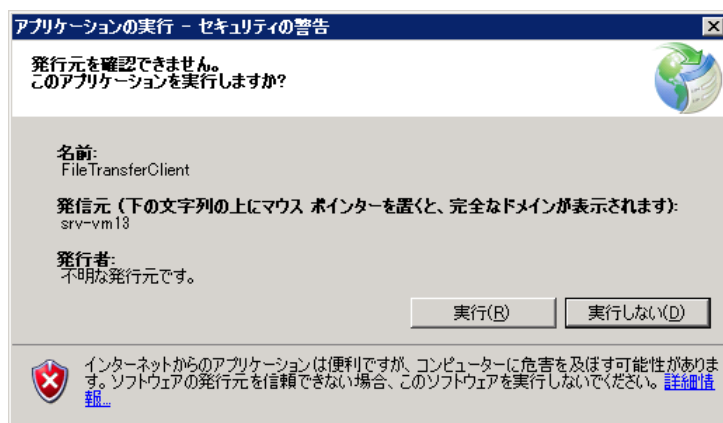 アプリケーションの実行 - セキュリティの警告
発行元を確認できません。
このアプリケーションを実行しますか?
名前:
FileTransferClient
発信元 (下の文字列の上にマウス ポインターを置くと、完全なドメインが表示されます):
srv-vm13
発行者:
不明な発行元です。
実行(R)
実行しない(D)
インターネットからのアプリケーションは便利ですが、コンピューターに危害を及ぼす可能性がありま
す。ソフトウェアの発行元を信頼できない場合、このソフトウェアを実行しないでください。詳細情
報...